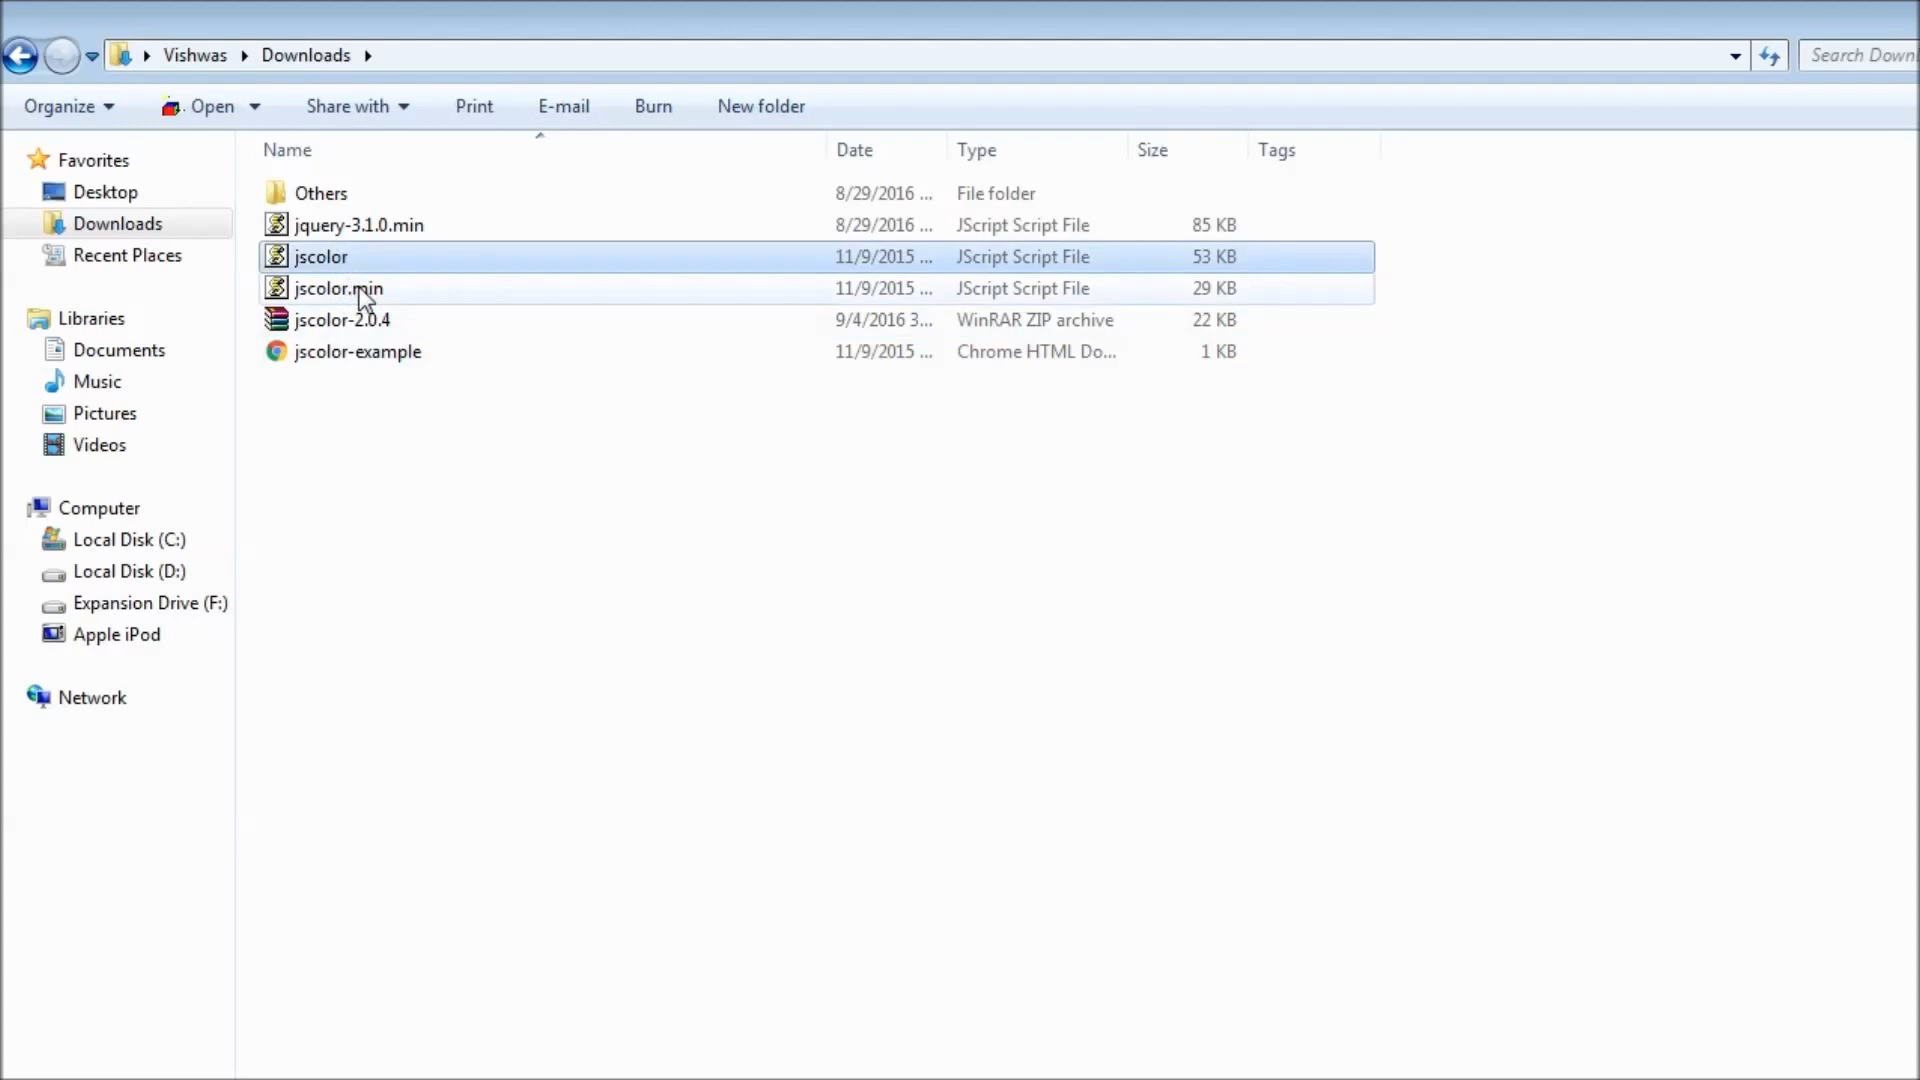 Vishwas Downloads
Search Down
Organize Open Share with Print E-mail Burn New folder
Name Date Type Size Tags
Favorites
Desktop
Downloads
Recent Places
Libraries
Documents
Music
Pictures
Videos
Computer
Local Disk (C:)
Local Disk (D:)
Expansion Drive (F:)
Apple iPod
Network
Others 8/29/2016 ... File folder
jquery-3.1.0.min 8/29/2016 ... JScript Script File 85 KB
jscolor 11/9/2015 ... JScript Script File 53 KB
jscolor.min 11/9/2015 ... JScript Script File 29 KB
jscolor-2.0.4 9/4/2016 3... WinRAR ZIP archive 22 KB
jscolor-example 11/9/2015 ... Chrome HTML Do... 1 KB